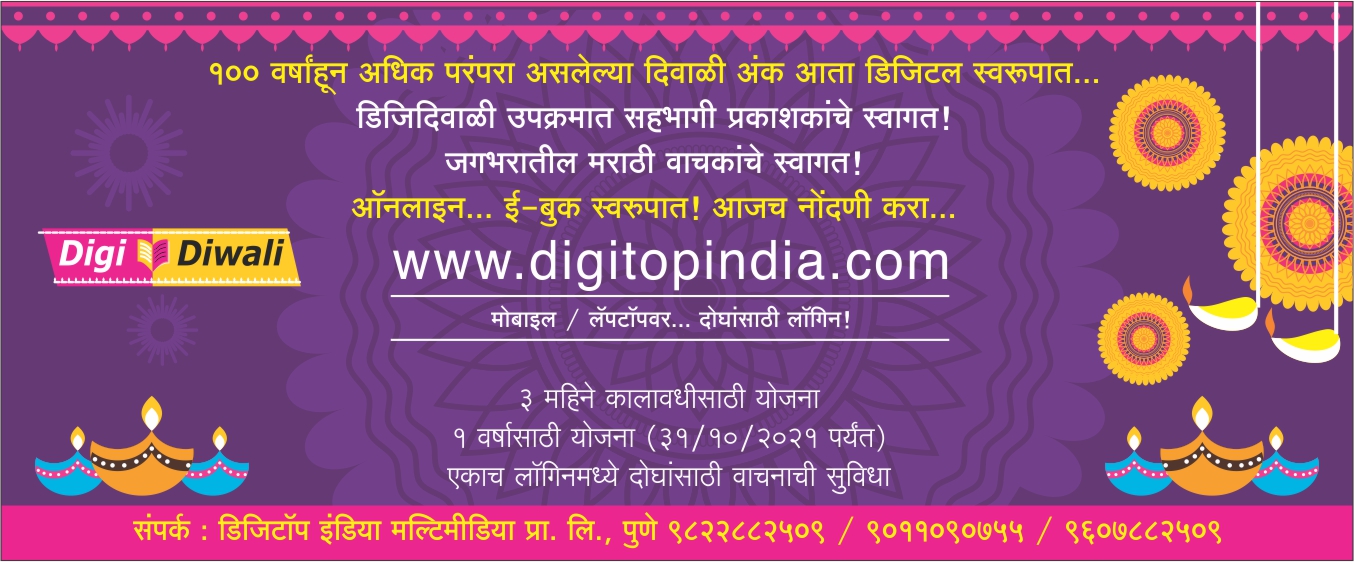 १०० वर्षांहून अधिक परंपरा असलेल्या दिवाळी अंक आता डिजिटल स्वरूपात...
डिजिदिवाळी उपक्रमात सहभागी प्रकाशकांचे स्वागत!
जगभरातील मराठी वाचकांचे स्वागत!
ऑनलाइन... ई-बुक स्वरुपात! आजच नोंदणी करा...
Digi Diwali
www.digitopindia.com
मोबाइल / लॅपटॉपवर... दोघांसाठी लॉगिन!
३ महिने कालावधीसाठी योजना
१ वर्षासाठी योजना (३१/१०/२०२१ पर्यंत)
एकाच लॉगिनमध्ये दोघांसाठी वाचनाची सुविधा
संपर्क : डिजिटॉप इंडिया मल्टिमीडिया प्रा. लि., पुणे ९८२२८८२५०९ / ९०११०९०७५५ / ९६०७८८२५०९